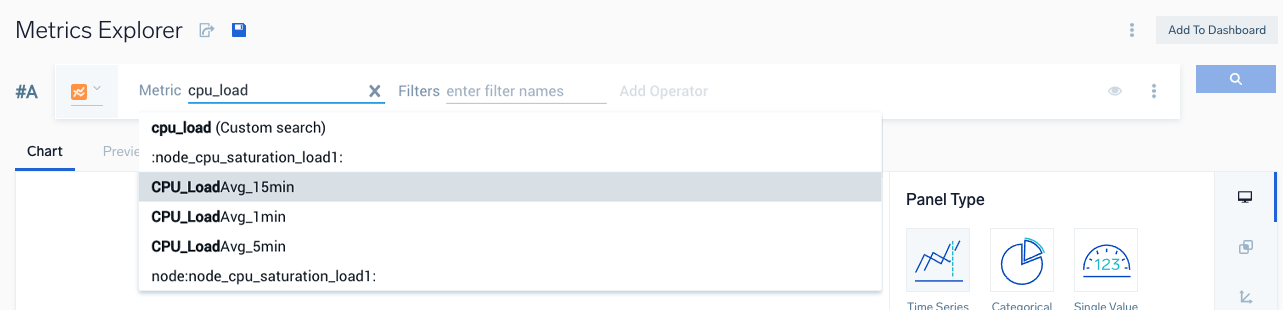 Metrics Explorer
Add To Dashboard
#A Metric cpu_load Filters enter filter names Add Operator
cpu_load (Custom search)
:node_cpu_saturation_load1:
CPU_LoadAvg_15min
CPU_LoadAvg_1min
CPU_LoadAvg_5min
node:node_cpu_saturation_load1:
Chart Previe
Panel Type
123
Time Series Categorical Single Value